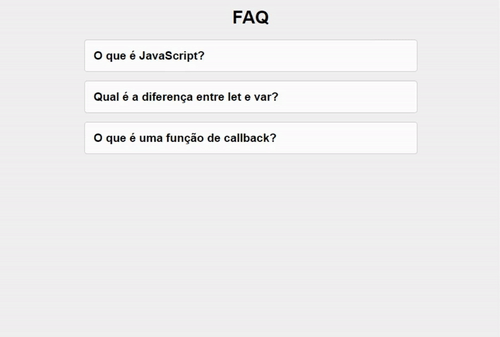 FAQ
O que é JavaScript?
Qual é a diferença entre let e var?
O que é uma função de callback?